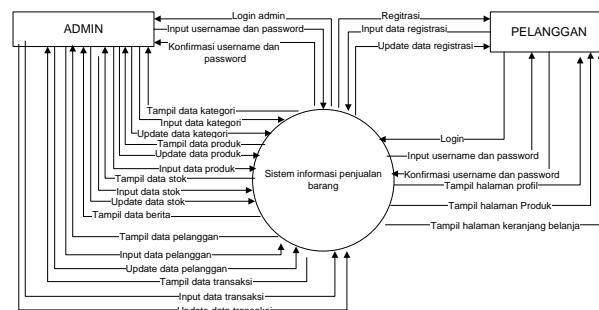 ADMIN
Login admin
Input usernamae dan password
Konfirmasi username dan
password
Regitrasi
Input data registrasi
Update data registrasi
PELANGGAN
Tampil data kategori
Input data kategori
Update data kategori
Tampil data produk
Update data produk
Input data produk
Tampil data stok
Input data stok
Update data stok
Tampil data berita
Tampil data pelanggan
Input data pelanggan
Update data pelanggan
Tampil data transaksi
Input data transaksi
Update data transaksi
Sistem informasi penjualan
barang
Login
Input username dan password
Konfirmasi username dan password
Tampil halaman profil
Tampil halaman Produk
Tampil halaman keranjang belanja